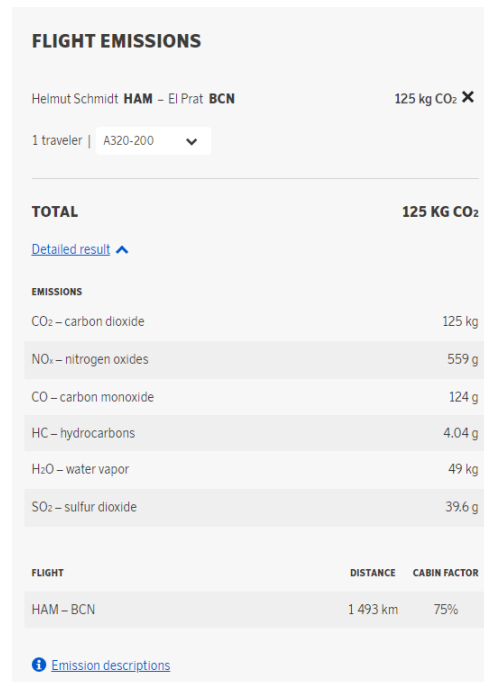 FLIGHT EMISSIONS
Helmut Schmidt HAM – El Prat BCN 125 kg CO₂ ✕
1 traveler | A320-200
TOTAL 125 KG CO₂
Detailed result
EMISSIONS
CO₂ – carbon dioxide 125 kg
NOₓ – nitrogen oxides 559 g
CO – carbon monoxide 124 g
HC – hydrocarbons 4.04 g
H₂O – water vapor 49 kg
SO₂ – sulfur dioxide 39.6 g
FLIGHT DISTANCE CABIN FACTOR
HAM – BCN 1 493 km 75%
Emission descriptions